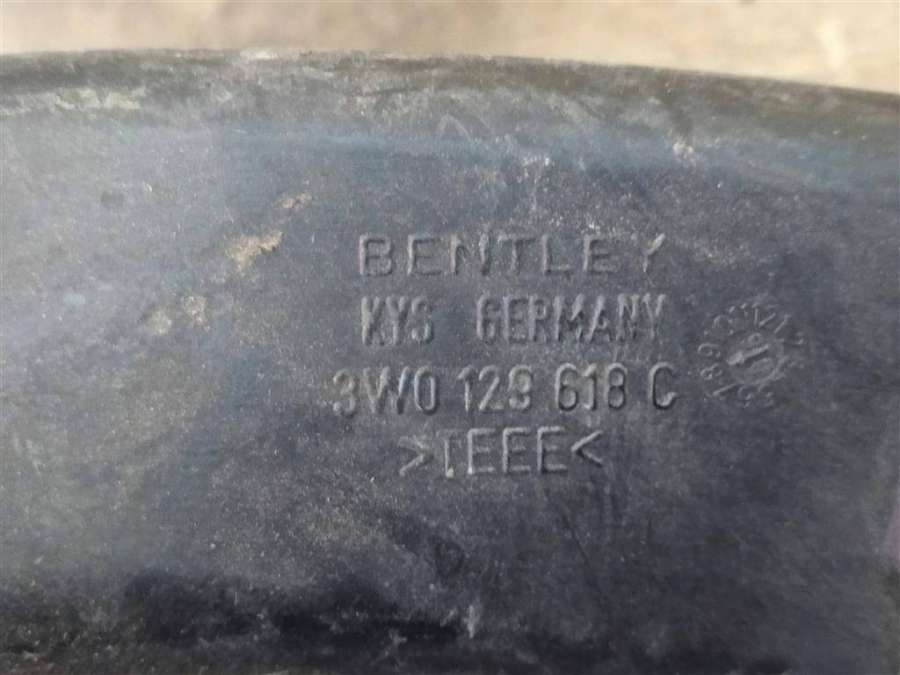 BENTLEY
KYS GERMANY
3W0 129 618 C
>TEEE<